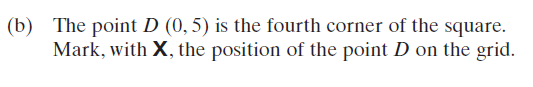 (b) The point D (0, 5) is the fourth corner of the square.
Mark, with X, the position of the point D on the grid.